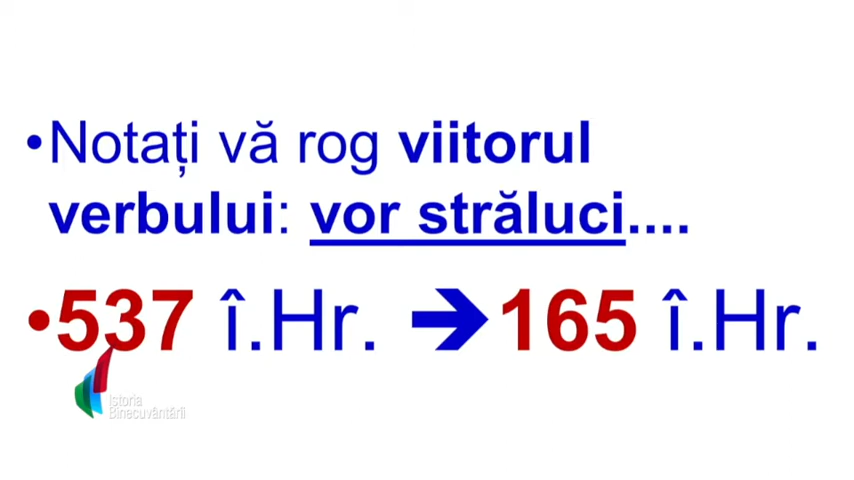 •Notați vă rog viitorul
verbului: vor străluci....
•537 î.Hr. ➔165 î.Hr.
Istoria
Binecuvântării